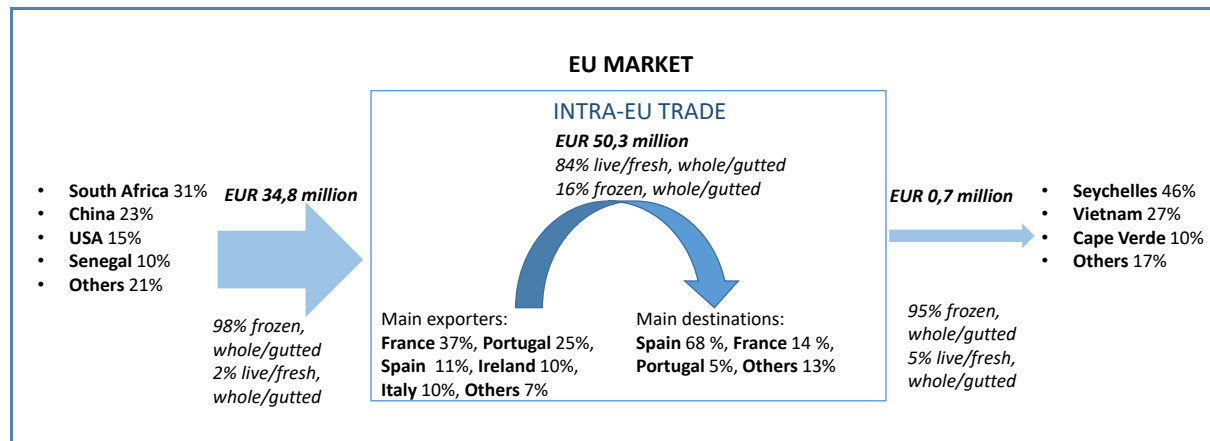 EU MARKET
INTRA-EU TRADE
EUR 50,3 million
84% live/fresh, whole/gutted
16% frozen, whole/gutted
• South Africa 31%
• China 23%
• USA 15%
• Senegal 10%
• Others 21%
EUR 34,8 million
98% frozen,
whole/gutted
2% live/fresh,
whole/gutted
Main exporters:
France 37%, Portugal 25%,
Spain 11%, Ireland 10%,
Italy 10%, Others 7%
Main destinations:
Spain 68 %, France 14 %,
Portugal 5%, Others 13%
EUR 0,7 million
95% frozen,
whole/gutted
5% live/fresh,
whole/gutted
• Seychelles 46%
• Vietnam 27%
• Cape Verde 10%
• Others 17%